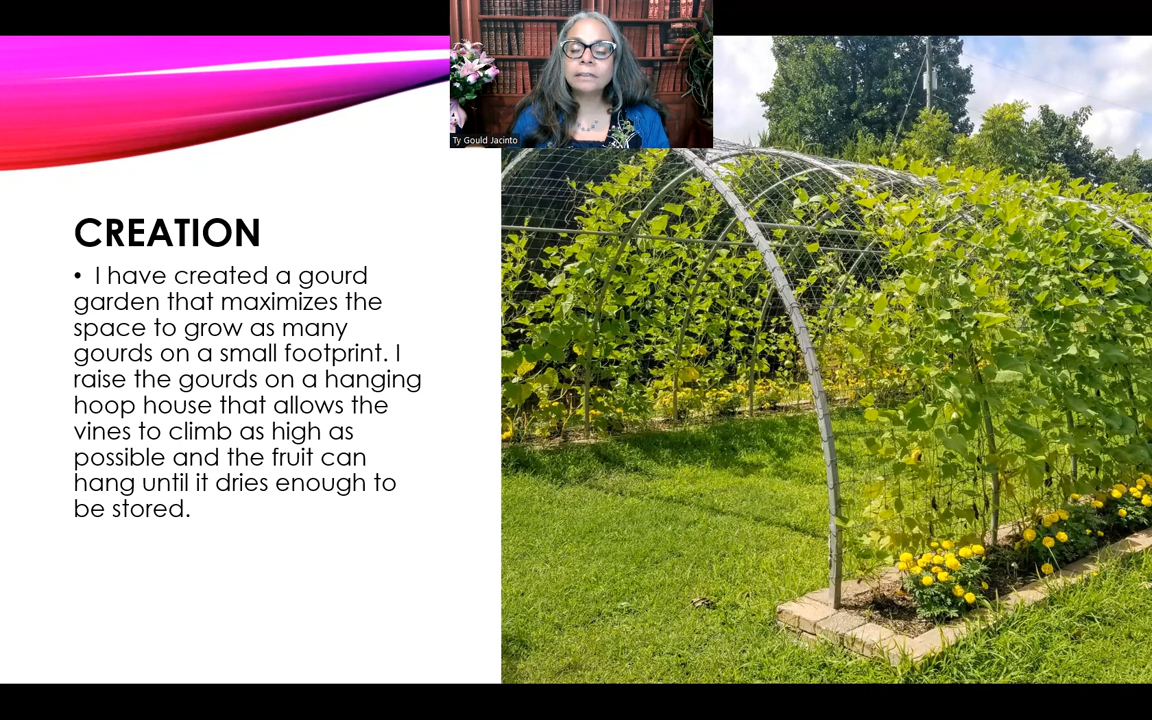 Ty Gould Jacinto
CREATION
• I have created a gourd
garden that maximizes the
space to grow as many
gourds on a small footprint. I
raise the gourds on a hanging
hoop house that allows the
vines to climb as high as
possible and the fruit can
hang until it dries enough to
be stored.